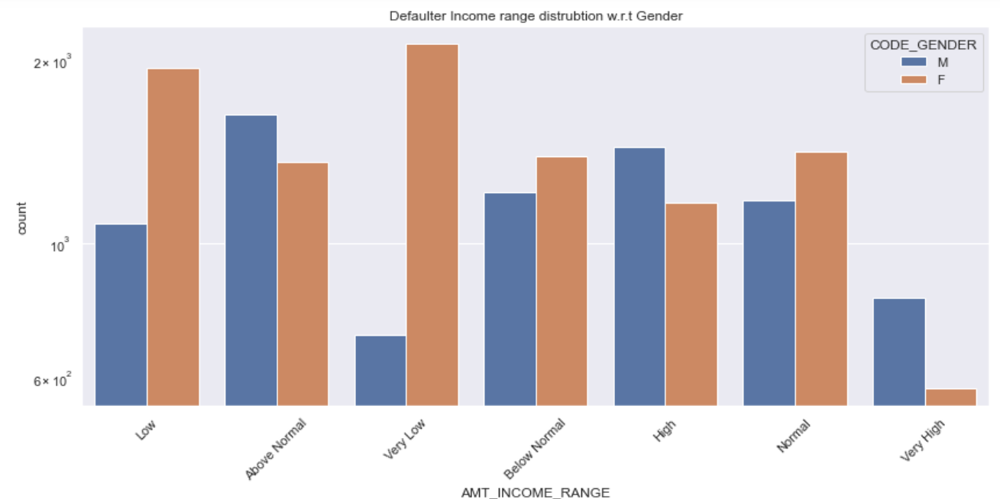 Defaulter Income range distrubtion w.r.t Gender
CODE_GENDER
M
F
2 × 10³
10³
6 × 10²
count
Low
Above Normal
Very Low
Below Normal
High
Normal
Very High
AMT_INCOME_RANGE